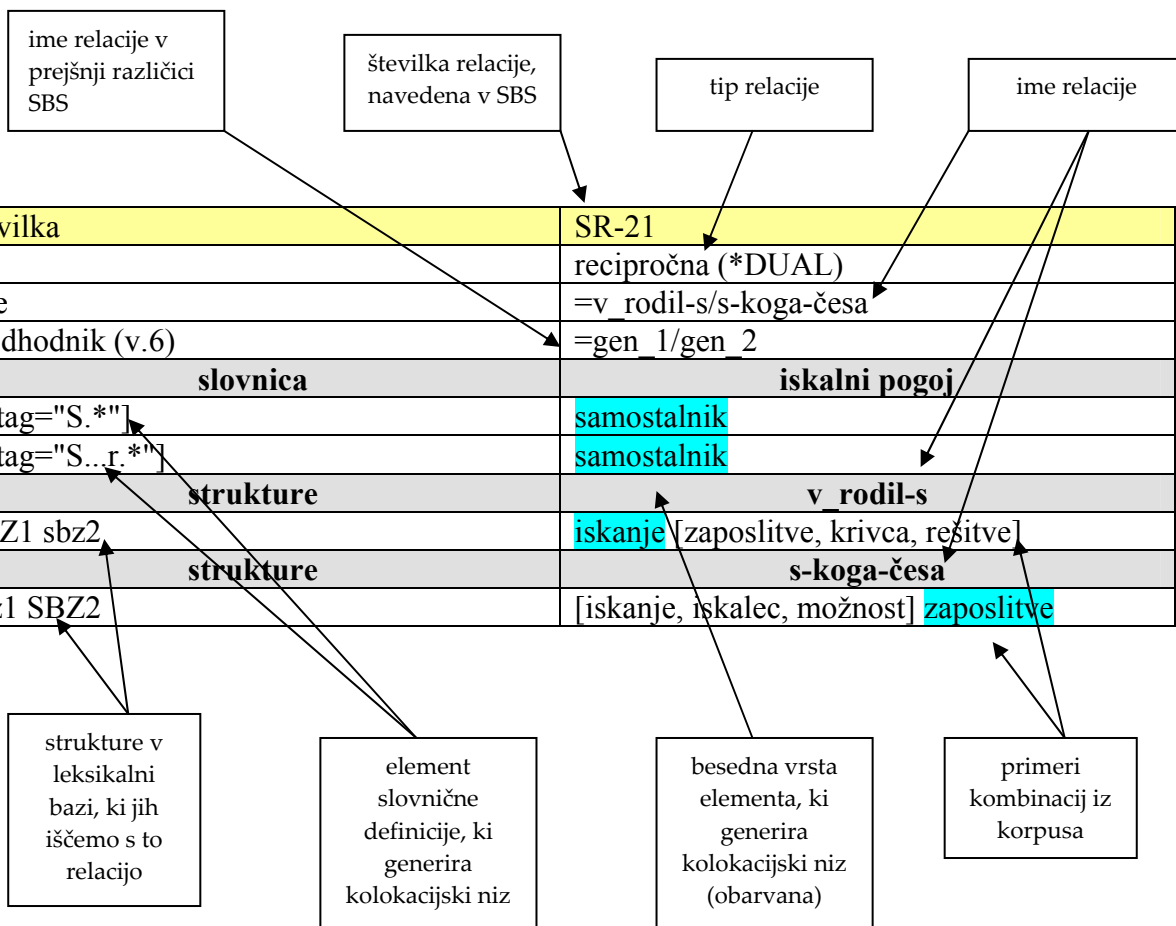 ime relacije v
prejšnji različici
SBS
številka relacije,
navedena v SBS
tip relacije
ime relacije
vilka SR-21
recipročna (*DUAL)
e =v_rodil-s/s-koga-česa
dhodnik (v.6) =gen_1/gen_2
slovnica iskalni pogoj
tag="S.*"] samostalnik
tag="S...r.*"] samostalnik
strukture v_rodil-s
Z1 sbz2 iskanje [zaposlitve, krivca, rešitve]
strukture s-koga-česa
z1 SBZ2 [iskanje, iskalec, možnost] zaposlitve
strukture v
leksikalni
bazi, ki jih
iščemo s to
relacijo
element
slovnične
definicije, ki
generira
kolokacijski niz
besedna vrsta
elementa, ki
generira
kolokacijski niz
(obarvana)
primeri
kombinacij iz
korpusa